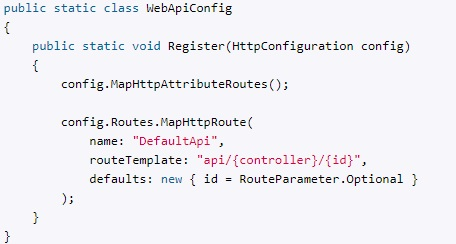 public static class WebApiConfig
{
    public static void Register(HttpConfiguration config)
    {
        config.MapHttpAttributeRoutes();

        config.Routes.MapHttpRoute(
            name: "DefaultApi",
            routeTemplate: "api/{controller}/{id}",
            defaults: new { id = RouteParameter.Optional }
        );
    }
}